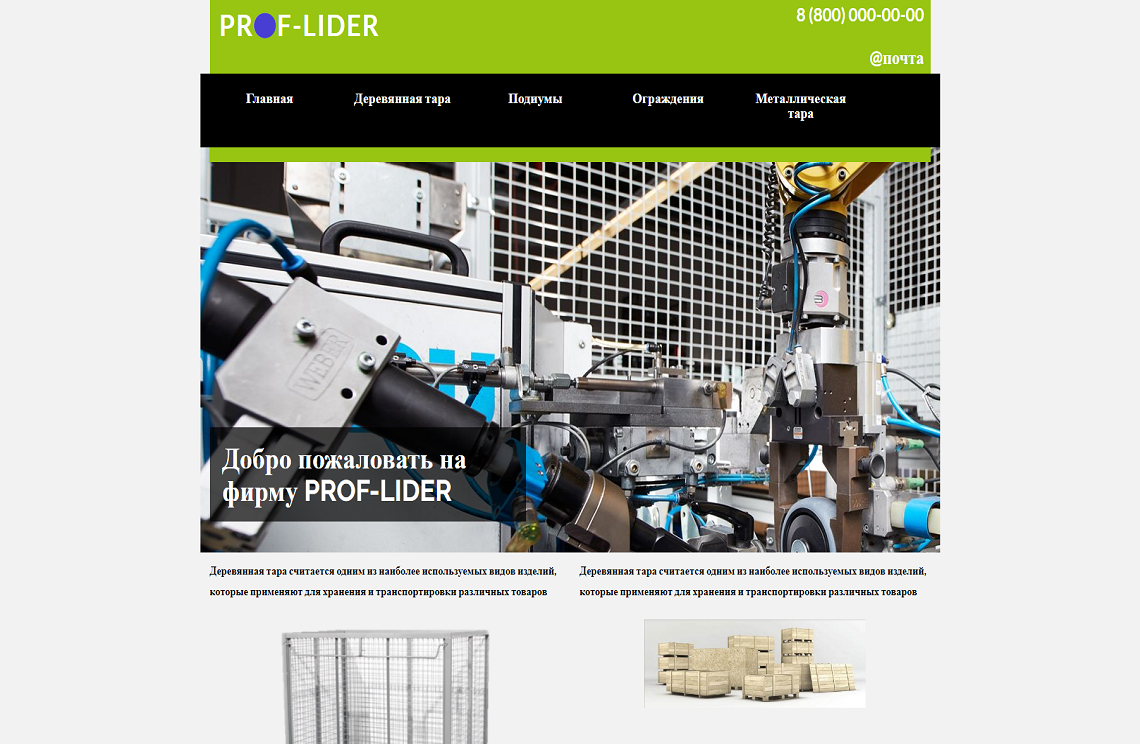 PROF-LIDER
8 (800) 000-00-00
@почта
Главная
Деревянная тара
Подиумы
Ограждения
Металлическая
тара
WEBER
Добро пожаловать на
фирму PROF-LIDER
Деревянная тара считается одним из наиболее используемых видов изделий,
которые применяют для хранения и транспортировки различных товаров
Деревянная тара считается одним из наиболее используемых видов изделий,
которые применяют для хранения и транспортировки различных товаров